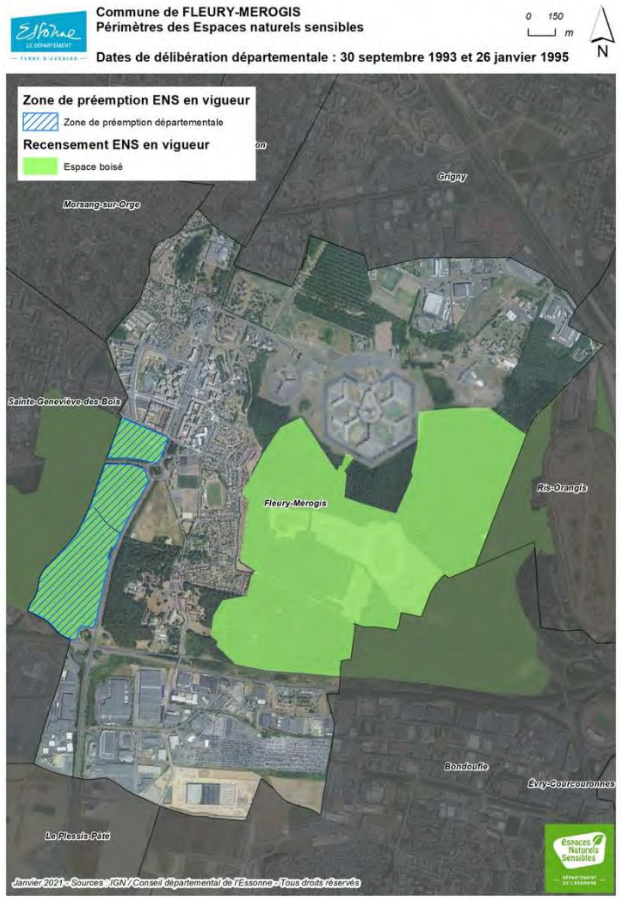 Essonne
LE DÉPARTEMENT
TERRE D'AVENIRS
Commune de FLEURY-MEROGIS
Périmètres des Espaces naturels sensibles
Dates de délibération départementale : 30 septembre 1993 et 26 janvier 1995
0 150
m
N
Zone de préemption ENS en vigueur
Zone de préemption départementale
Recensement ENS en vigueur
Espace boisé
on
Grigny
Morsang-sur-Orge
Sainte-Geneviève-des-Bois
Ris-Orangis
Fleury-Mérogis
Bondoufle
Évry-Courcouronnes
Le Plessis-Pâté
espaces
Naturels
Sensibles
DÉPARTEMENT
DE L'ESSONNE
Janvier 2021 - Sources : IGN / Conseil départemental de l'Essonne - Tous droits réservés